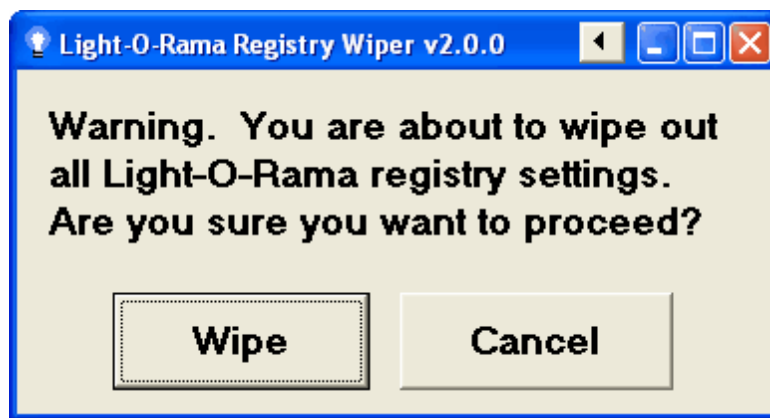 Light-O-Rama Registry Wiper v2.0.0
Warning.  You are about to wipe out
all Light-O-Rama registry settings.
Are you sure you want to proceed?
Wipe Cancel